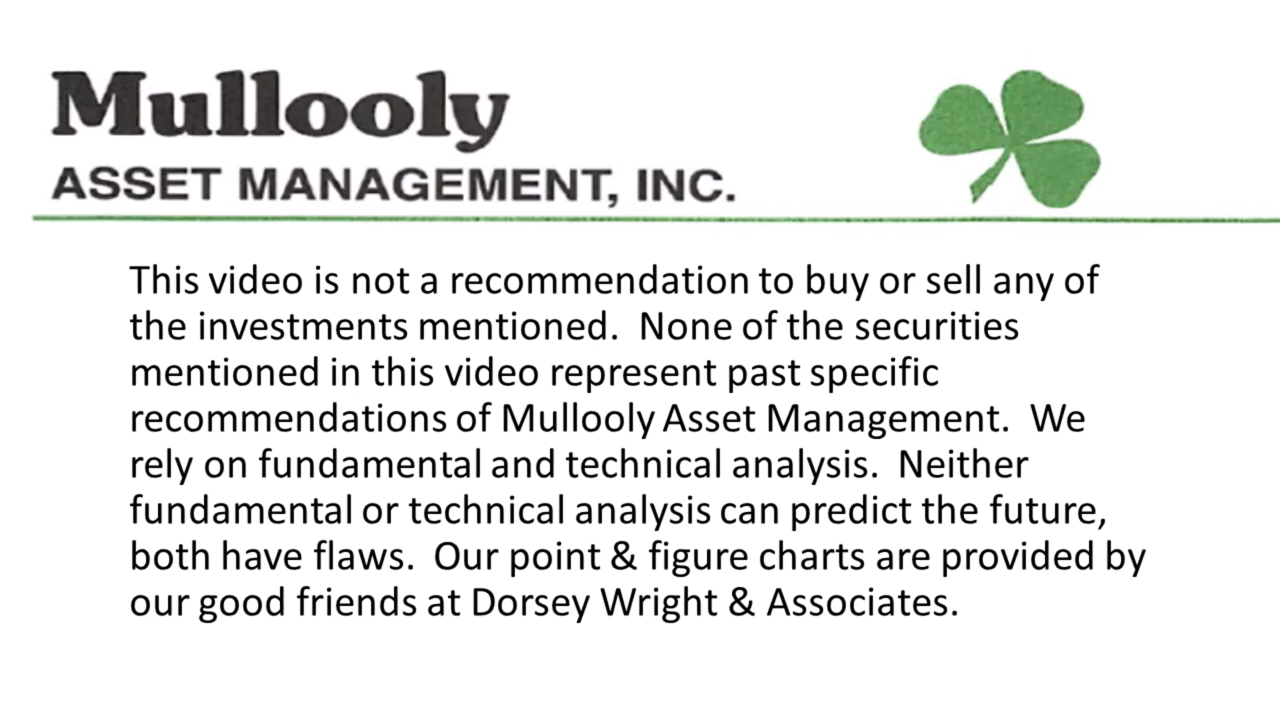 Mullooly
ASSET MANAGEMENT, INC.
This video is not a recommendation to buy or sell any of
the investments mentioned.  None of the securities
mentioned in this video represent past specific
recommendations of Mullooly Asset Management.  We
rely on fundamental and technical analysis.  Neither
fundamental or technical analysis can predict the future,
both have flaws.  Our point & figure charts are provided by
our good friends at Dorsey Wright & Associates.